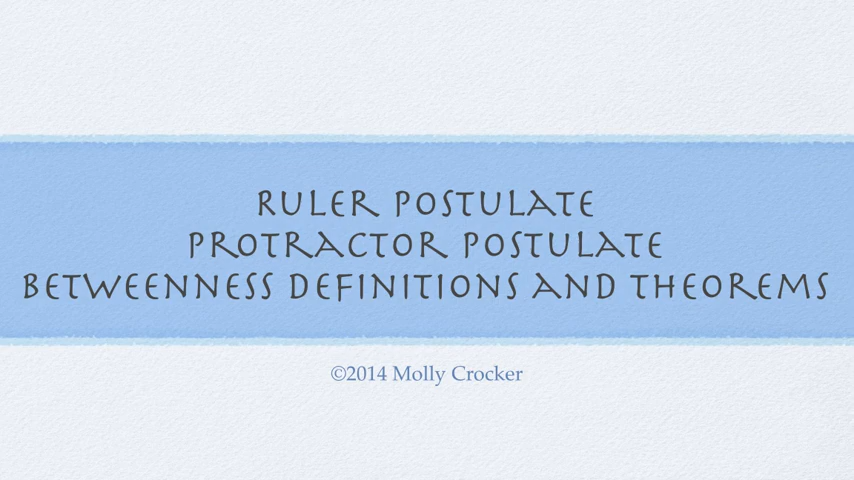 RULER POSTULATE
PROTRACTOR POSTULATE
BETWEENNESS DEFINITIONS AND THEOREMS
©2014 Molly Crocker